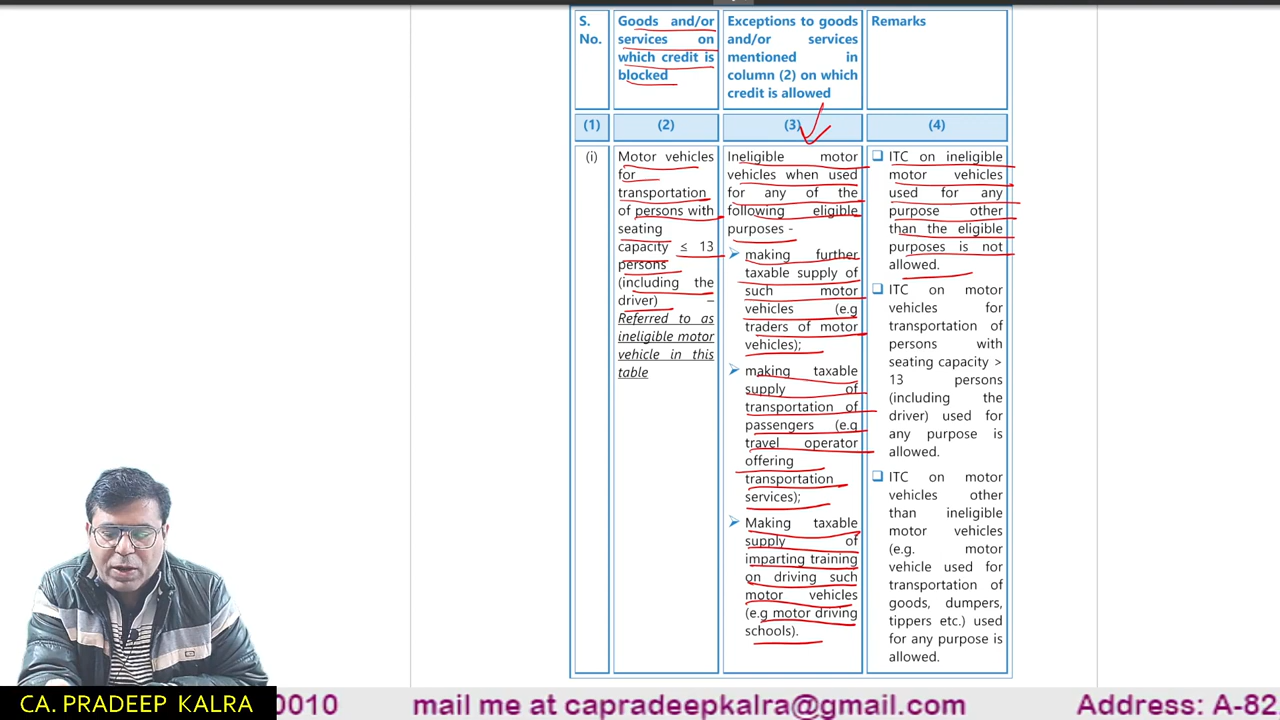 S.
No.
Goods and/or
services on
which credit is
blocked
Exceptions to goods
and/or services
mentioned in
column (2) on which
credit is allowed
Remarks
(1)
(2)
(3)
(4)
(i)
Motor vehicles
for
transportation
of persons with
seating
capacity ≤ 13
persons
(including the
driver) –
Referred to as
ineligible motor
vehicle in this
table
Ineligible motor
vehicles when used
for any of the
following eligible
purposes -
making further
taxable supply of
such motor
vehicles (e.g
traders of motor
vehicles);
making taxable
supply of
transportation of
passengers (e.g
travel operator
offering
transportation
services);
Making taxable
supply of
imparting training
on driving such
motor vehicles
(e.g motor driving
schools).
ITC on ineligible
motor vehicles
used for any
purpose other
than the eligible
purposes is not
allowed.
ITC on motor
vehicles for
transportation of
persons with
seating capacity >
13 persons
(including the
driver) used for
any purpose is
allowed.
ITC on motor
vehicles other
than ineligible
motor vehicles
(e.g. motor
vehicle used for
transportation of
goods, dumpers,
tippers etc.) used
for any purpose is
allowed.
CA. PRADEEP KALRA
0010 mail me at capradeepkalra@gmail.com Address: A-82